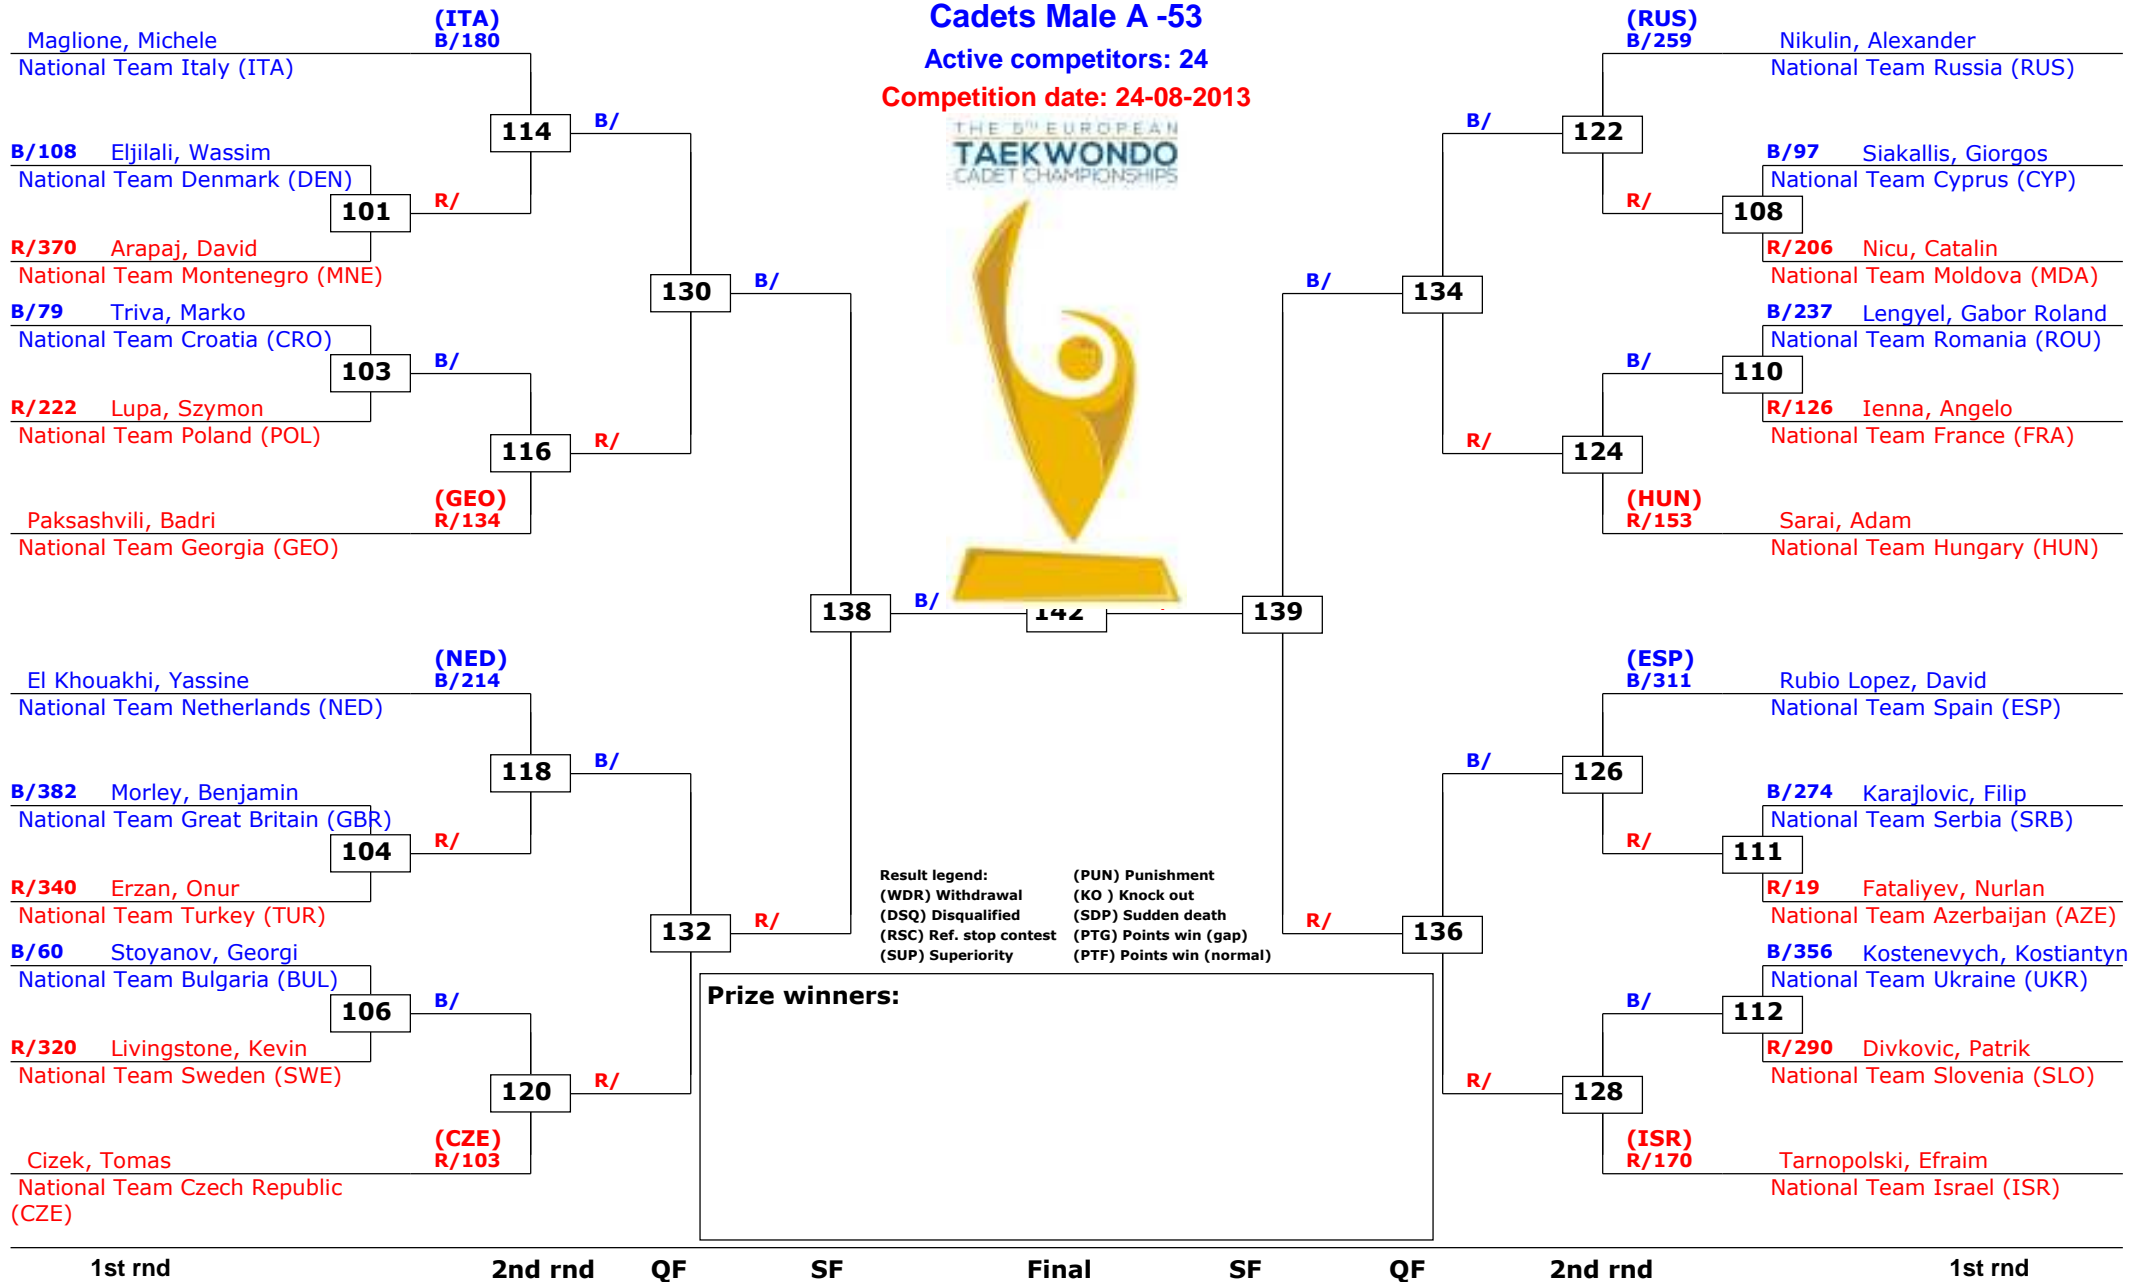 Cadets Male A -53
Active competitors: 24
Competition date: 24-08-2013
THE 5TH EUROPEAN
TAEKWONDO
CADET CHAMPIONSHIPS
(ITA)
Maglione, Michele B/180
National Team Italy (ITA)
114 B/
B/108 Eljilali, Wassim
National Team Denmark (DEN)
101 R/
R/370 Arapaj, David
National Team Montenegro (MNE)
130 B/
B/79 Triva, Marko
National Team Croatia (CRO)
103 B/
R/222 Lupa, Szymon
National Team Poland (POL)
116 R/
(GEO)
Paksashvili, Badri R/134
National Team Georgia (GEO)
138 B/
142
(NED)
El Khouakhi, Yassine B/214
National Team Netherlands (NED)
118 B/
B/382 Morley, Benjamin
National Team Great Britain (GBR)
104 R/
R/340 Erzan, Onur
National Team Turkey (TUR)
132 R/
B/60 Stoyanov, Georgi
National Team Bulgaria (BUL)
106 B/
R/320 Livingstone, Kevin
National Team Sweden (SWE)
120 R/
(CZE)
Cizek, Tomas R/103
National Team Czech Republic
(CZE)
(RUS)
B/259 Nikulin, Alexander
National Team Russia (RUS)
B/ 122
B/97 Siakallis, Giorgos
National Team Cyprus (CYP)
R/ 108
R/206 Nicu, Catalin
National Team Moldova (MDA)
B/ 134
B/237 Lengyel, Gabor Roland
National Team Romania (ROU)
B/ 110
R/126 Ienna, Angelo
National Team France (FRA)
R/ 124
(HUN)
R/153 Sarai, Adam
National Team Hungary (HUN)
139
(ESP)
B/311 Rubio Lopez, David
National Team Spain (ESP)
B/ 126
B/274 Karajlovic, Filip
National Team Serbia (SRB)
R/ 111
R/19 Fataliyev, Nurlan
National Team Azerbaijan (AZE)
R/ 136
B/356 Kostenevych, Kostiantyn
National Team Ukraine (UKR)
B/ 112
R/290 Divkovic, Patrik
National Team Slovenia (SLO)
R/ 128
(ISR)
R/170 Tarnopolski, Efraim
National Team Israel (ISR)
Result legend: (PUN) Punishment
(WDR) Withdrawal (KO ) Knock out
(DSQ) Disqualified (SDP) Sudden death
(RSC) Ref. stop contest (PTG) Points win (gap)
(SUP) Superiority (PTF) Points win (normal)
Prize winners:
1st rnd 2nd rnd QF SF Final SF QF 2nd rnd 1st rnd